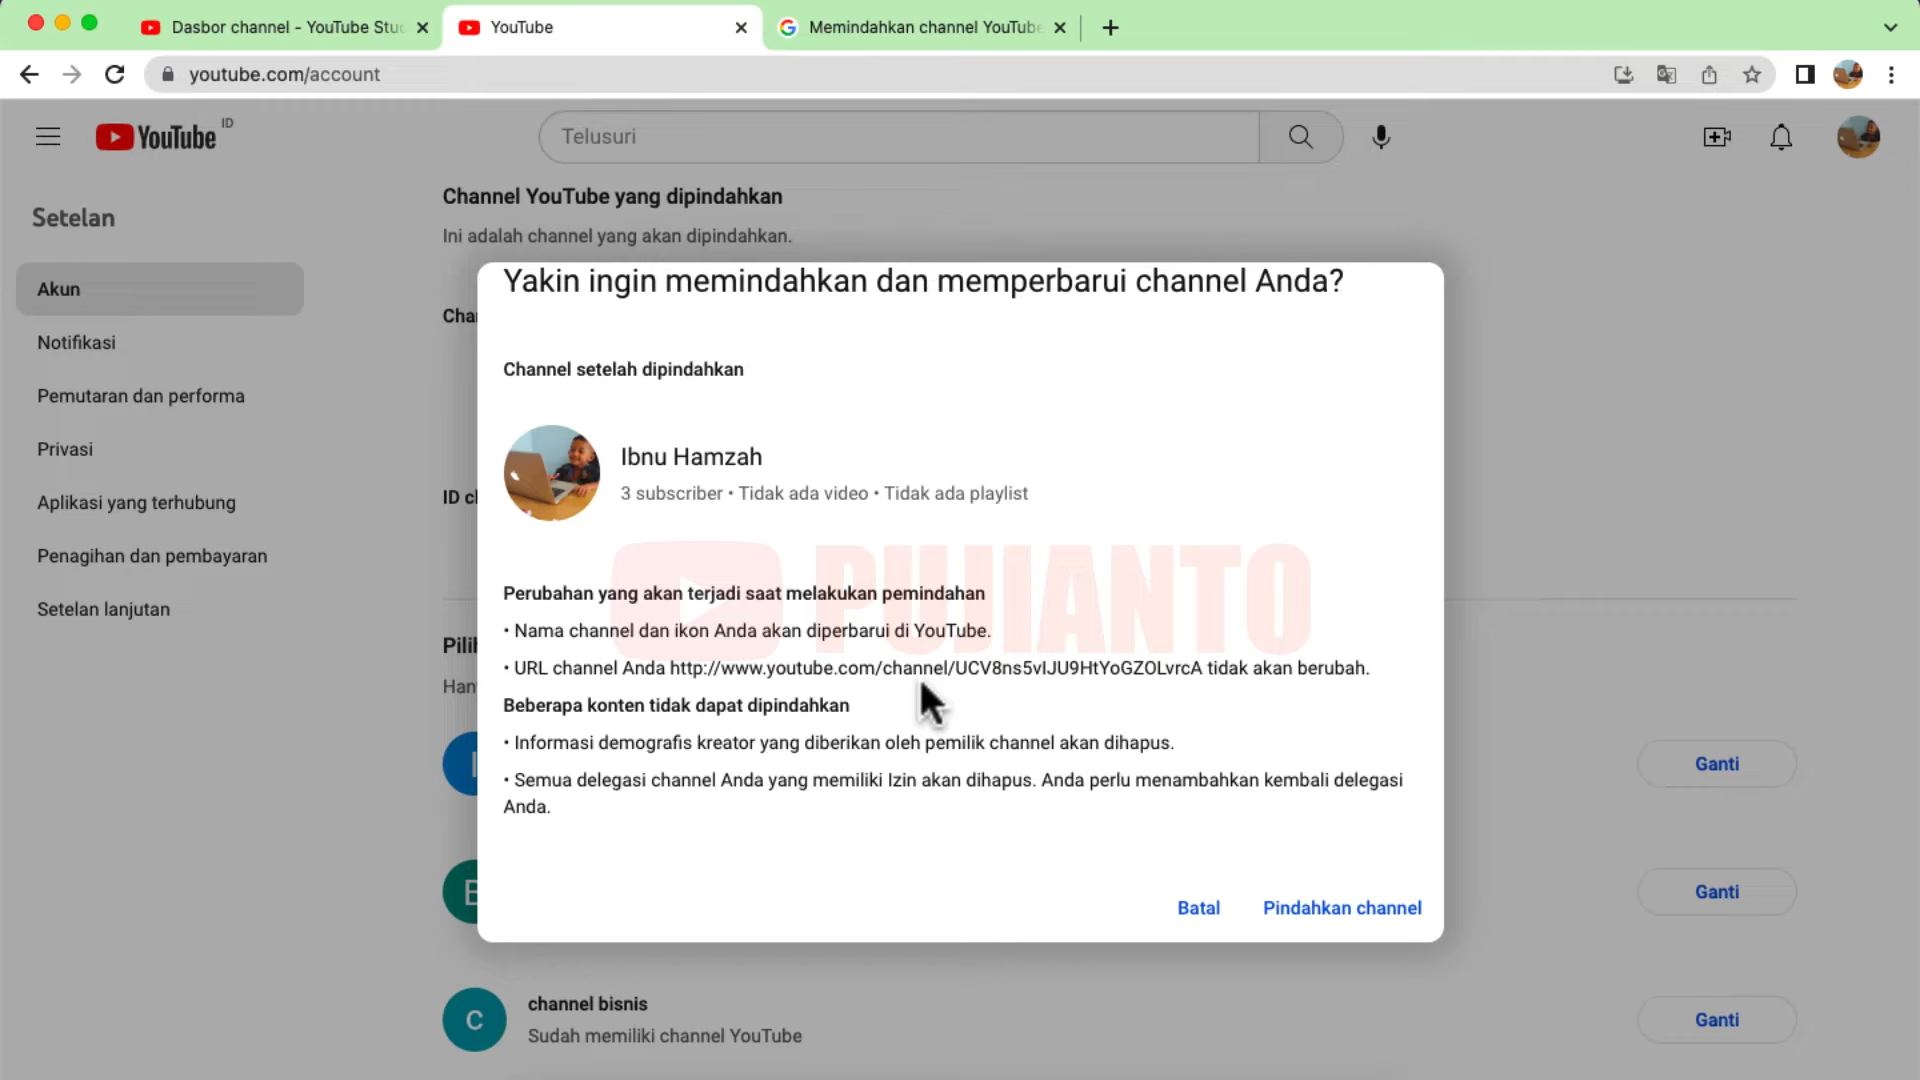 Dasbor channel - YouTube Stu
YouTube
Memindahkan channel YouTube
youtube.com/account
YouTube ID
Telusuri
Setelan
Akun
Notifikasi
Pemutaran dan performa
Privasi
Aplikasi yang terhubung
Penagihan dan pembayaran
Setelan lanjutan
Channel YouTube yang dipindahkan
Ini adalah channel yang akan dipindahkan.
Yakin ingin memindahkan dan memperbarui channel Anda?
Channel setelah dipindahkan
Ibnu Hamzah
3 subscriber • Tidak ada video • Tidak ada playlist
PUJIANTO
Perubahan yang akan terjadi saat melakukan pemindahan
• Nama channel dan ikon Anda akan diperbarui di YouTube.
• URL channel Anda http://www.youtube.com/channel/UCV8ns5vIJU9HtYoGZOLvrcA tidak akan berubah.
Beberapa konten tidak dapat dipindahkan
• Informasi demografis kreator yang diberikan oleh pemilik channel akan dihapus.
• Semua delegasi channel Anda yang memiliki Izin akan dihapus. Anda perlu menambahkan kembali delegasi
Anda.
Batal Pindahkan channel
Ganti
Ganti
C
channel bisnis
Sudah memiliki channel YouTube
Ganti